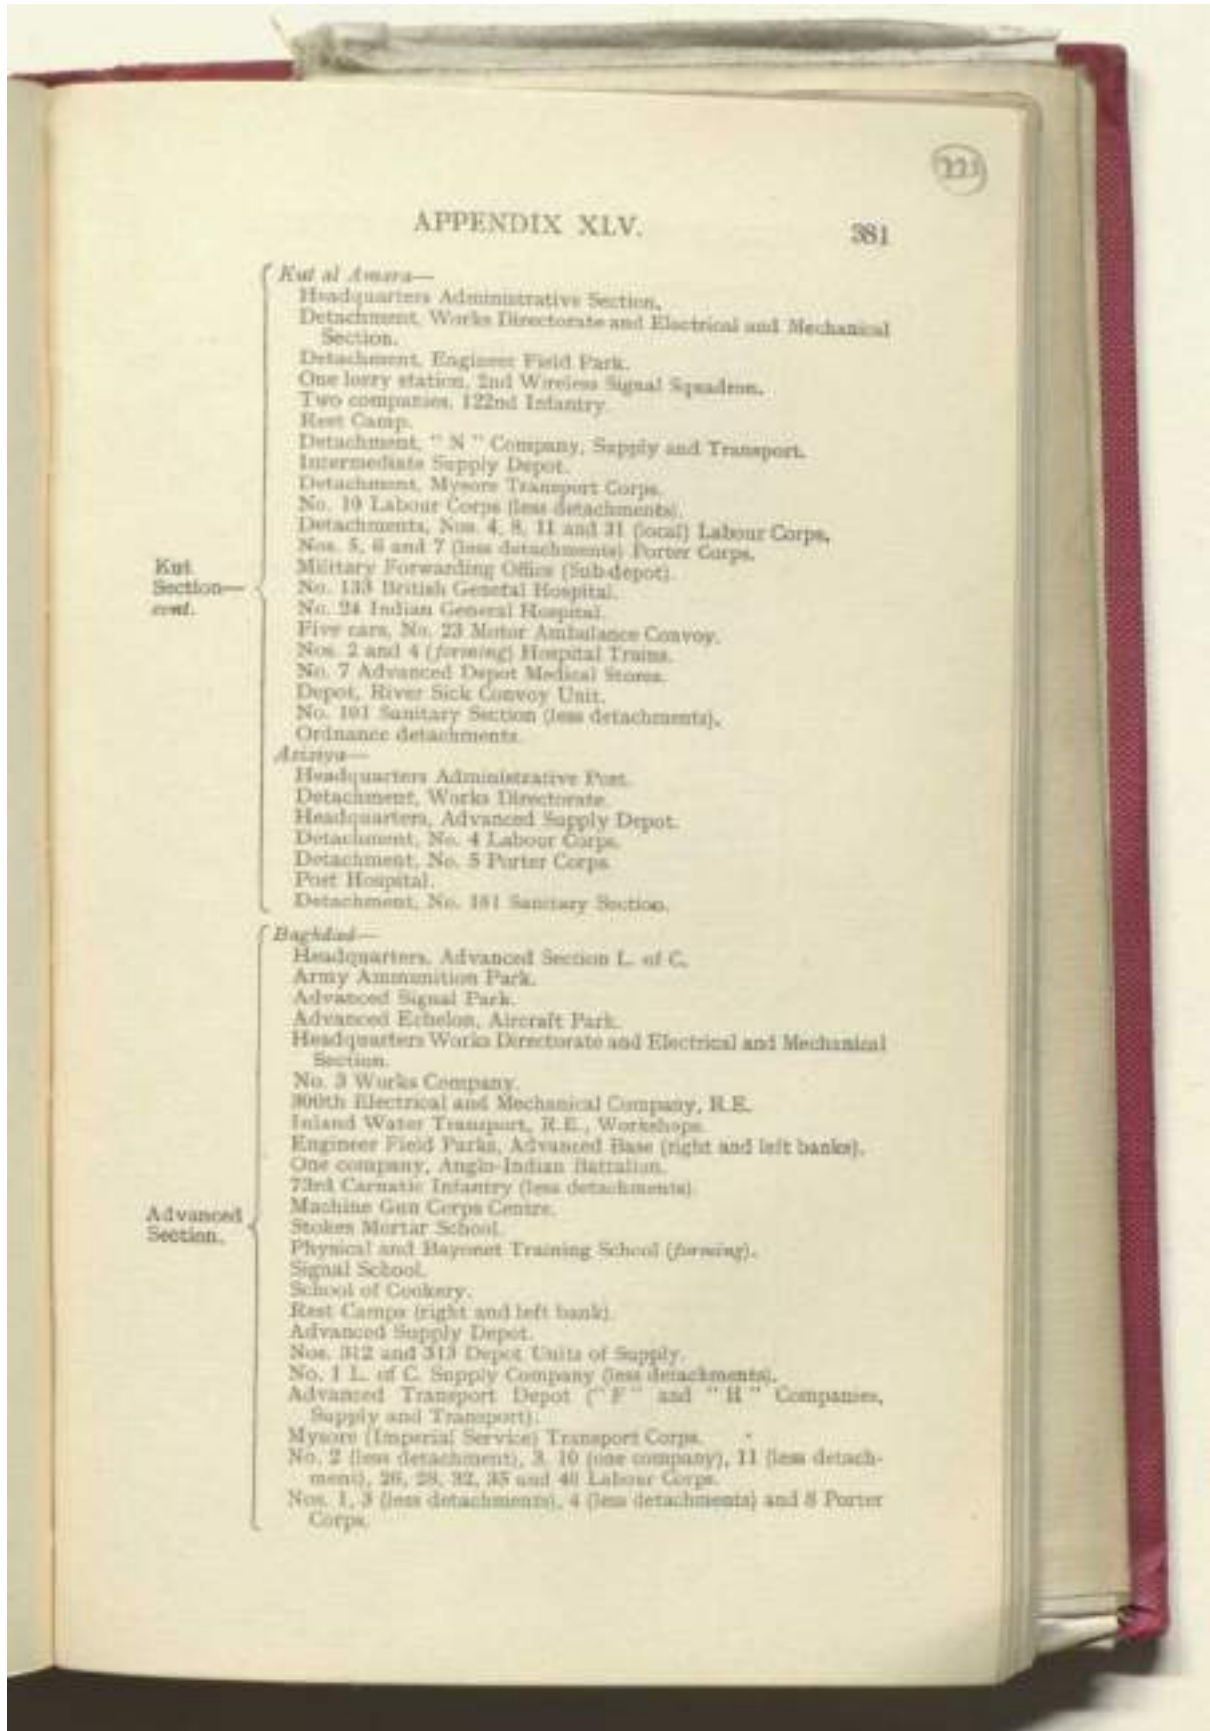 APPENDIX XLV. 381
Kut al Amara—
Headquarters Administrative Section.
Detachment, Works Directorate and Electrical and Mechanical
Section.
Detachment, Engineer Field Park.
One lorry station, 2nd Wireless Signal Squadron.
Two companies, 122nd Infantry.
Rest Camp.
Detachment, " N " Company, Supply and Transport.
Intermediate Supply Depot.
Detachment, Mysore Transport Corps.
No. 10 Labour Corps (less detachments).
Detachments, Nos. 4, 8, 11 and 31 (local) Labour Corps.
Nos. 5, 6 and 7 (less detachments) Porter Corps.
Military Forwarding Office (Sub-depot).
No. 133 British General Hospital.
No. 24 Indian General Hospital.
Five cars, No. 23 Motor Ambulance Convoy.
Nos. 2 and 4 (forming) Hospital Trains.
No. 7 Advanced Depot Medical Stores.
Depot, River Sick Convoy Unit.
No. 101 Sanitary Section (less detachments).
Ordnance detachments.
Kut
Section—
cont.
Aziziya—
Headquarters Administrative Post.
Detachment, Works Directorate.
Headquarters, Advanced Supply Depot.
Detachment, No. 4 Labour Corps.
Detachment, No. 5 Porter Corps.
Post Hospital.
Detachment, No. Sanitary Section.
Baghdad—
Headquarters, Advanced Section L. of C.
Army Ammunition Park.
Advanced Signal Park.
Advanced Echelon, Aircraft Park.
Headquarters Works Directorate and Electrical and Mechanical
Section.
No. 3 Works Company.
Electrical and Mechanical Company, R.E.
Inland Water Transport, R.E., Workshops.
Engineer Field Parks, Advanced Base (right and left banks).
One company, Anglo-Indian Battalion.
73rd Carnatic Infantry (less detachments).
Machine Gun Corps Centre.
Stokes Mortar School.
Physical and Bayonet Training School (forming).
Signal School.
School of Cookery.
Rest Camps (right and left bank).
Advanced Supply Depot.
Nos. 312 and 313 Depot Units of Supply.
No. 1 L. of C. Supply Company (less detachments).
Advanced Transport Depot (" F " and " H " Companies,
Supply and Transport).
Mysore (Imperial Service) Transport Corps.
No. 2 (less detachment), 3, 10 (one company), 11 (less detach-
ment), 26, 28, 32, 35 and Labour Corps.
Nos. 1, 3 (less detachments), 4 (less detachments) and 8 Porter
Corps.
Advanced
Section.